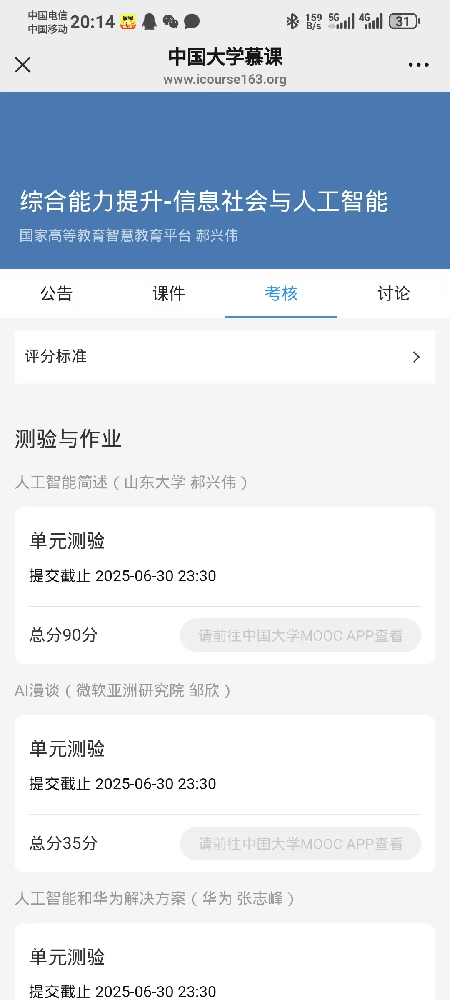 中国电信
中国移动
20:14
159
B/s
5G
4G
31
中国大学慕课
www.icourse163.org
综合能力提升-信息社会与人工智能
国家高等教育智慧教育平台 郝兴伟
公告 课件 考核 讨论
评分标准
测验与作业
人工智能简述（山东大学 郝兴伟）
单元测验
提交截止 2025-06-30 23:30
总分90分 请前往中国大学MOOC APP查看
AI漫谈（微软亚洲研究院 邹欣）
单元测验
提交截止 2025-06-30 23:30
总分35分 请前往中国大学MOOC APP查看
人工智能和华为解决方案（华为 张志峰）
单元测验
提交截止 2025-06-30 23:30